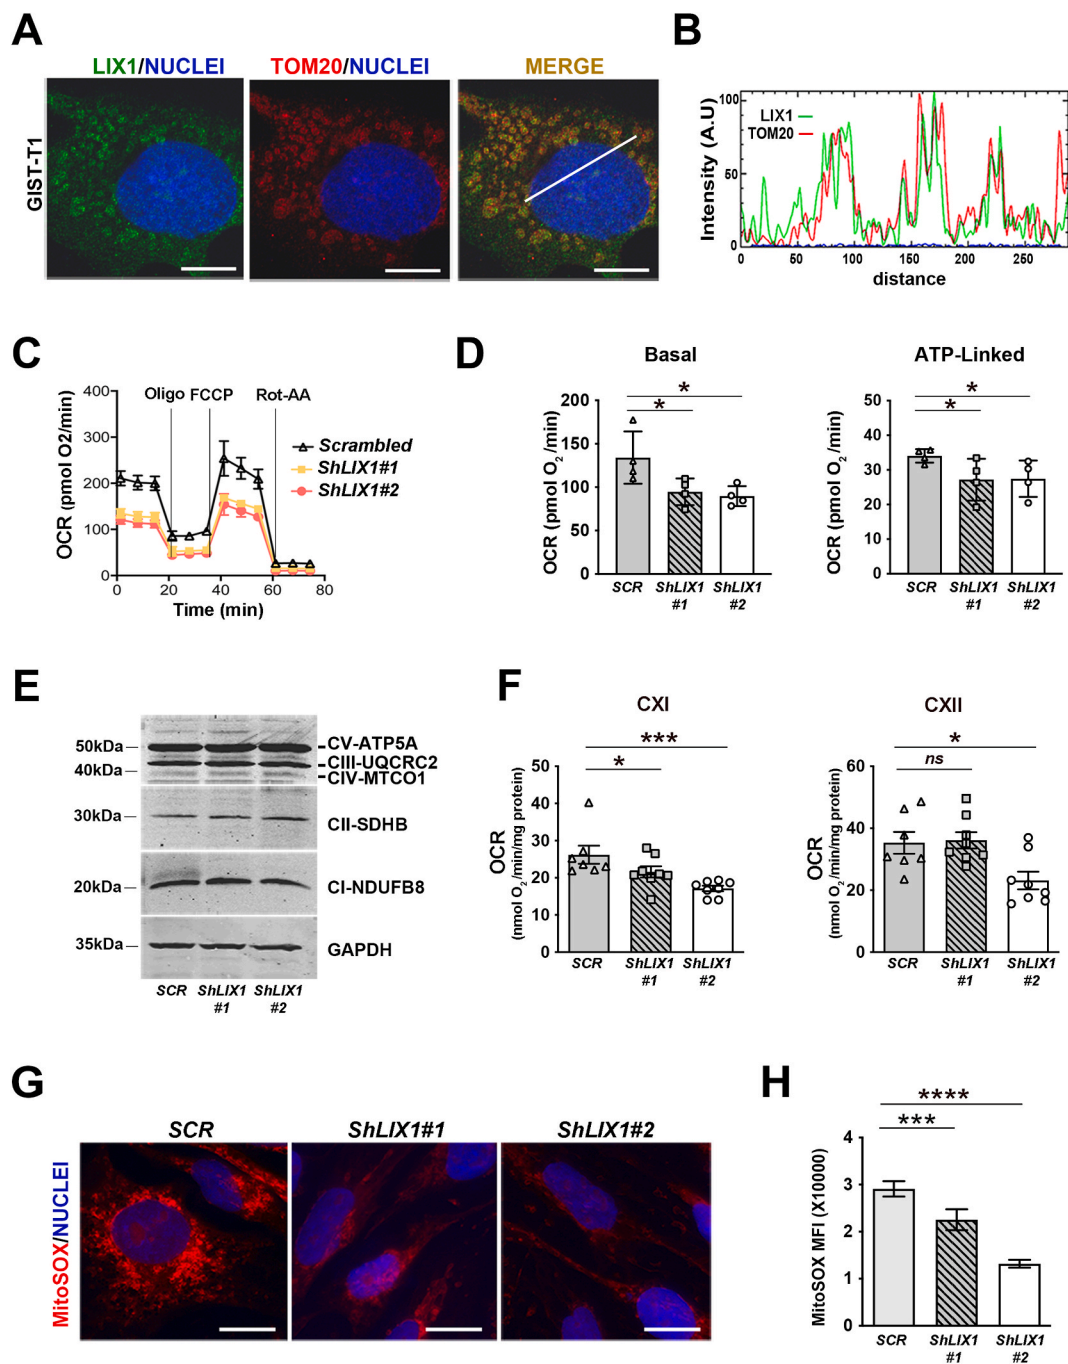 A
LIX1/NUCLEI
TOM20/NUCLEI
MERGE
GIST-T1
B
Intensity (A.U)
100
50
0
LIX1
TOM20
0 50 100 150 200 250
distance
C
OCR (pmol O2/min)
400
300
200
100
0
Oligo FCCP Rot-AA
Scrambled
ShLIX1#1
ShLIX1#2
0 20 40 60 80
Time (min)
D
Basal
OCR (pmol O2 /min)
200
150
100
50
0
*
*
SCR ShLIX1 ShLIX1
#1 #2
ATP-Linked
OCR (pmol O2 /min)
50
40
30
20
10
0
*
*
SCR ShLIX1 ShLIX1
#1 #2
E
50kDa
40kDa
30kDa
20kDa
35kDa
CV-ATP5A
CIII-UQCRC2
CIV-MTCO1
CII-SDHB
CI-NDUFB8
GAPDH
SCR ShLIX1 ShLIX1
#1 #2
F
CXI
OCR
(nmol O2/min/mg protein)
50
40
30
20
10
0
***
*
SCR ShLIX1 ShLIX1
#1 #2
CXII
OCR
(nmol O2/min/mg protein)
60
40
20
0
*
ns
SCR ShLIX1 ShLIX1
#1 #2
G
MitoSOX/NUCLEI
SCR
ShLIX1#1
ShLIX1#2
H
MitoSOX MFI (X10000)
4
3
2
1
0
****
***
SCR ShLIX1 ShLIX1
#1 #2